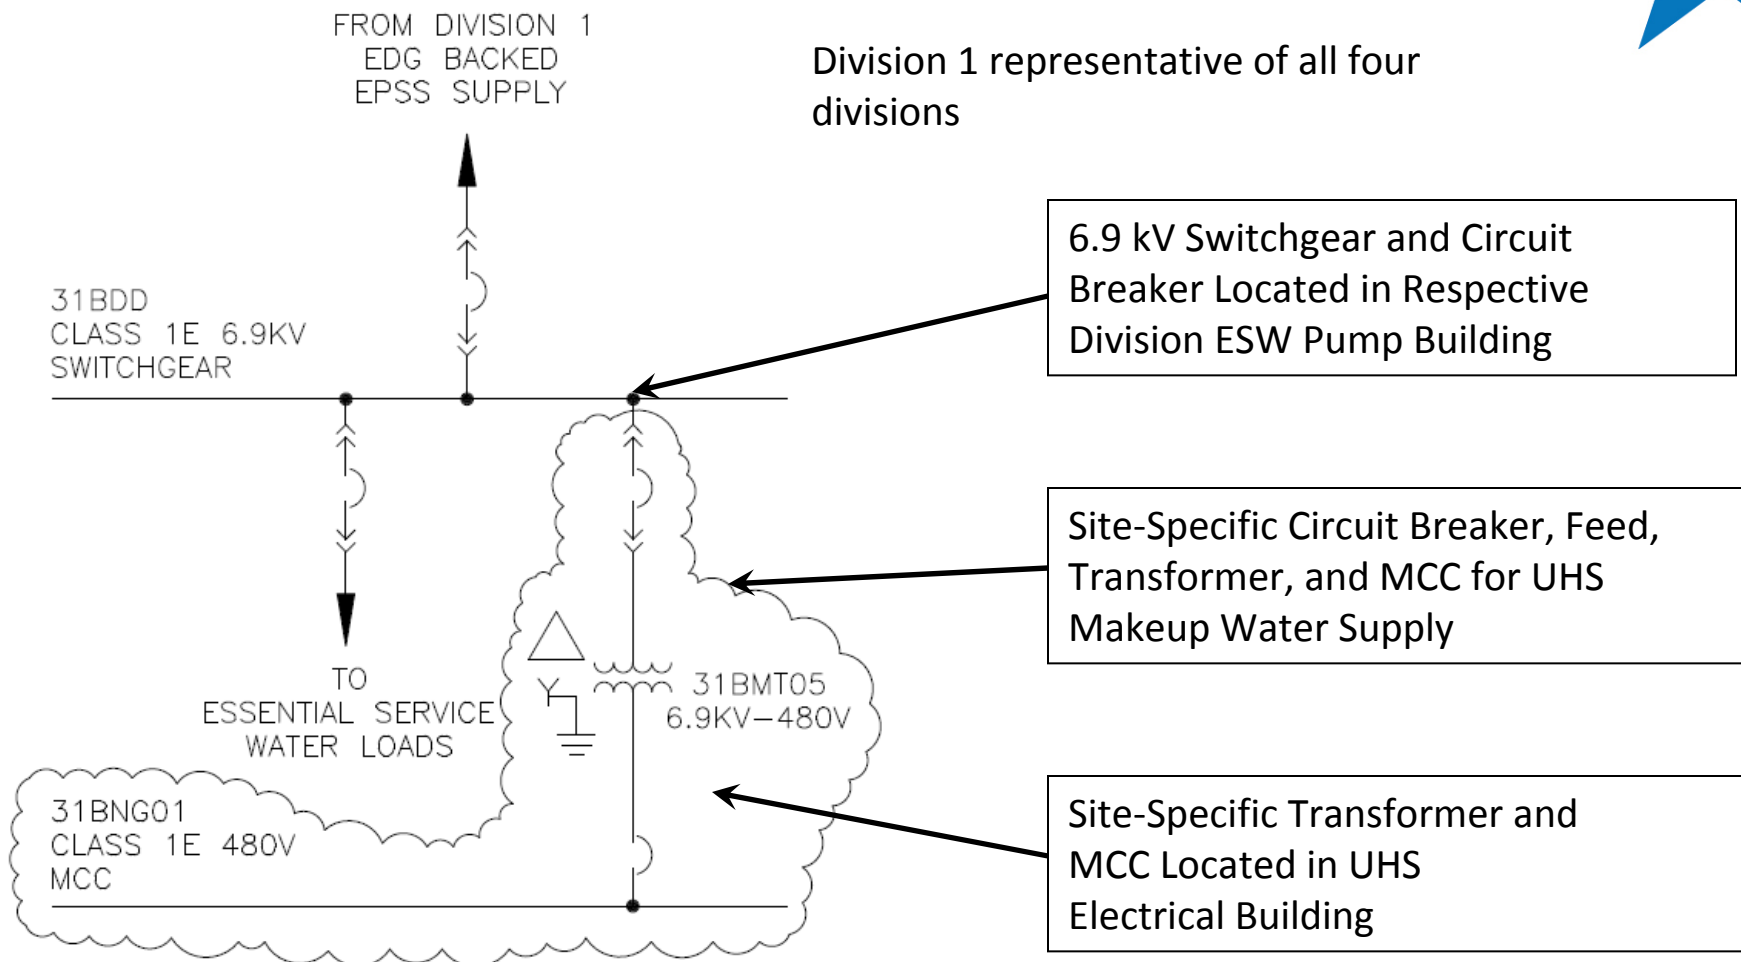 FROM DIVISION 1
EDG BACKED
EPSS SUPPLY
Division 1 representative of all four
divisions
6.9 kV Switchgear and Circuit
Breaker Located in Respective
Division ESW Pump Building
31BDD
CLASS 1E 6.9KV
SWITCHGEAR
Site-Specific Circuit Breaker, Feed,
Transformer, and MCC for UHS
Makeup Water Supply
TO
ESSENTIAL SERVICE
WATER LOADS
31BMT05
6.9KV-480V
31BNG01
CLASS 1E 480V
MCC
Site-Specific Transformer and
MCC Located in UHS
Electrical Building